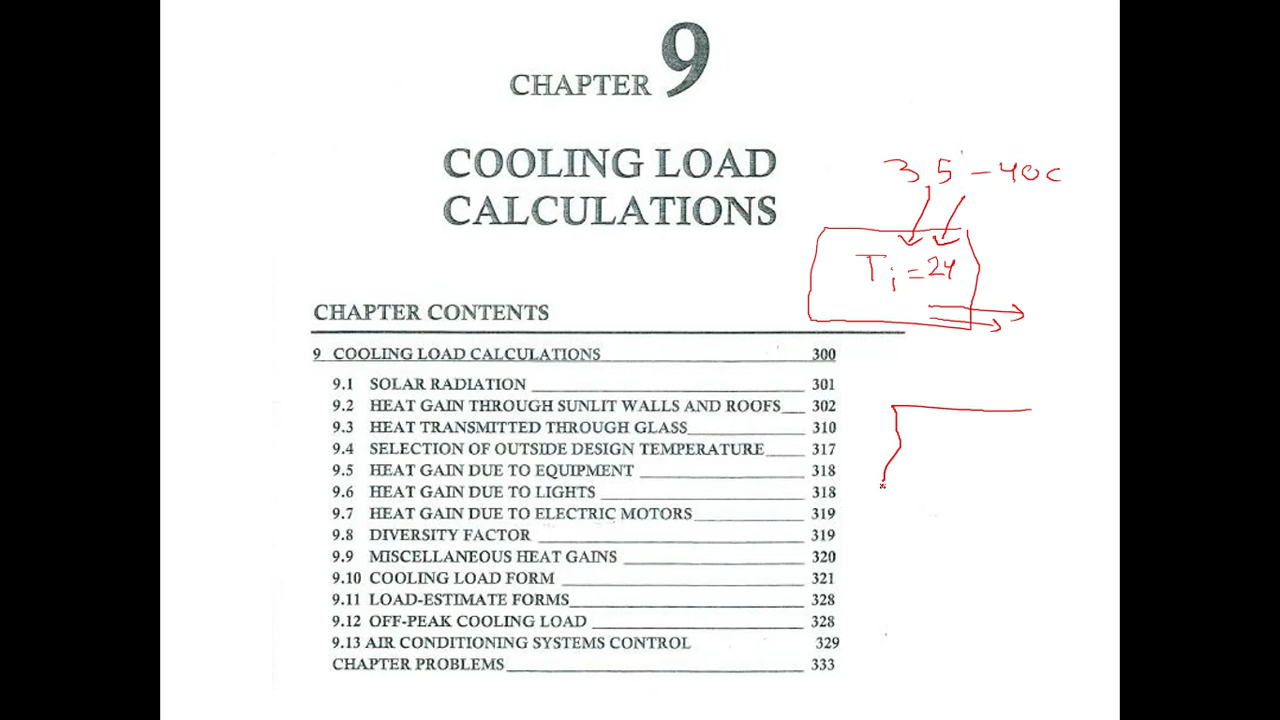 CHAPTER 9
COOLING LOAD
CALCULATIONS
35-40c
Ti=24
CHAPTER CONTENTS
9 COOLING LOAD CALCULATIONS 300
9.1 SOLAR RADIATION 301
9.2 HEAT GAIN THROUGH SUNLIT WALLS AND ROOFS 302
9.3 HEAT TRANSMITTED THROUGH GLASS 310
9.4 SELECTION OF OUTSIDE DESIGN TEMPERATURE 317
9.5 HEAT GAIN DUE TO EQUIPMENT 318
9.6 HEAT GAIN DUE TO LIGHTS 318
9.7 HEAT GAIN DUE TO ELECTRIC MOTORS 319
9.8 DIVERSITY FACTOR 319
9.9 MISCELLANEOUS HEAT GAINS 320
9.10 COOLING LOAD FORM 321
9.11 LOAD-ESTIMATE FORMS 328
9.12 OFF-PEAK COOLING LOAD 328
9.13 AIR CONDITIONING SYSTEMS CONTROL 329
CHAPTER PROBLEMS 333